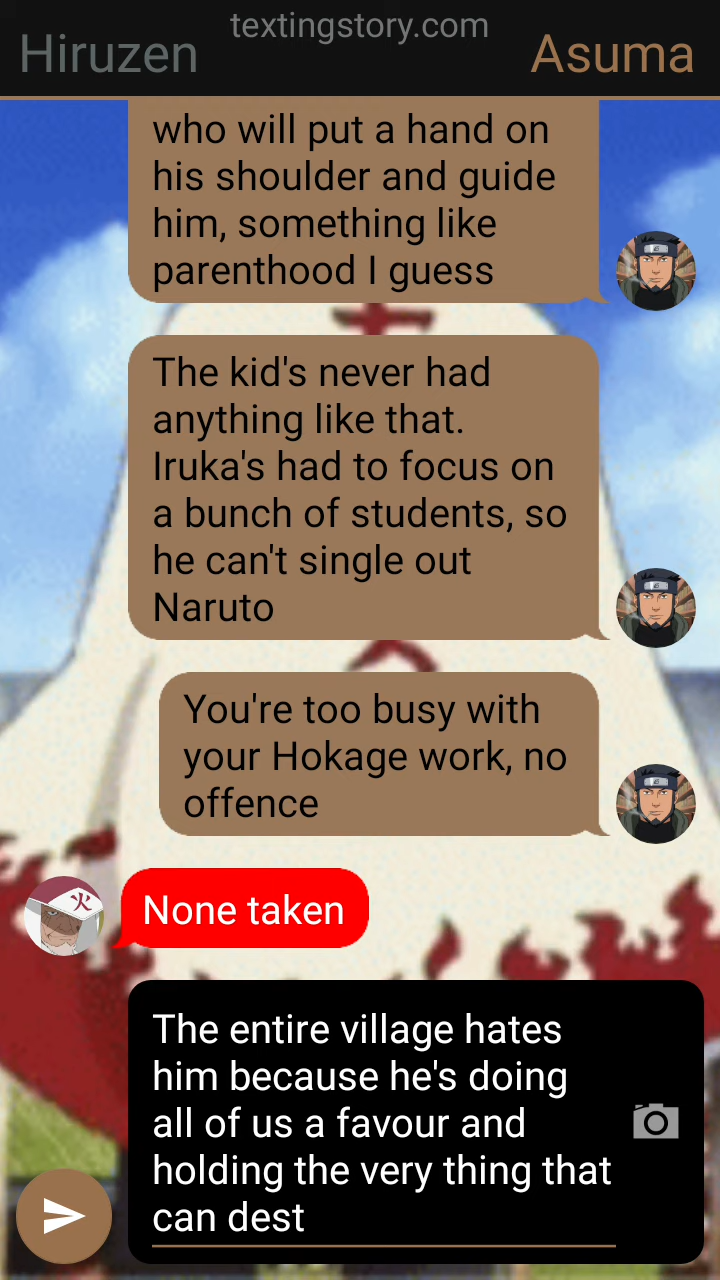 textingstory.com
Hiruzen
Asuma
who will put a hand on
his shoulder and guide
him, something like
parenthood I guess
The kid's never had
anything like that.
Iruka's had to focus on
a bunch of students, so
he can't single out
Naruto
You're too busy with
your Hokage work, no
offence
火
None taken
The entire village hates
him because he's doing
all of us a favour and
holding the very thing that
can dest